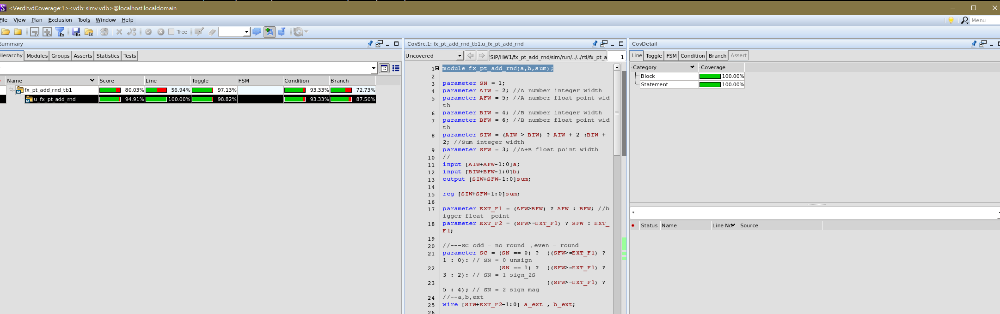 <Verdi:vdCoverage:1><vdb: simv.vdb>@localhost.localdomain
File View Plan Exclusion Tools Window Help
Menu
Tree
Summary
Hierarchy Modules Groups Asserts Statistics Tests
*
Name Score Line Toggle FSM Condition Branch
fx_pt_add_rnd_tb1 80.03% 56.94% 97.13% 93.33% 72.73%
u_fx_pt_add_rnd 94.91% 100.00% 98.82% 93.33% 87.50%
CovSrc.1: fx_pt_add_rnd_tb1.u_fx_pt_add_rnd
Uncovered '/SIP/HW1/fx_pt_add_rnd/sim/run/../../rtl/fx_pt_a 1
1 module fx_pt_add_rnd(a,b,sum);
2
3 parameter SN = 1;
4 parameter AIW = 2; //A number integer width
5 parameter AFW = 5; //A number float point wid
th
6 parameter BIW = 4; //B number integer width
7 parameter BFW = 6; //B number float point wid
th
8 parameter SIW = (AIW > BIW) ? AIW + 2 :BIW +
2; //Sum integer width
9 parameter SFW = 3; //A+B float point width
10 //
11 input [AIW+AFW-1:0]a;
12 input [BIW+BFW-1:0]b;
13 output [SIW+SFW-1:0]sum;
14
15 reg [SIW+SFW-1:0]sum;
16
17 parameter EXT_F1 = (AFW>BFW) ? AFW : BFW; //b
igger float  point
18 parameter EXT_F2 = (SFW>=EXT_F1) ? SFW : EXT_
F1;
19
20 //---SC odd = no round ,even = round
21 parameter SC = (SN == 0) ?  ((SFW>=EXT_F1) ?
1 : 0): // SN = 0 unsign
22 (SN == 1) ?  ((SFW>=EXT_F1) ?
3 : 2): // SN = 1 sign_2S
23 ((SFW>=EXT_F1) ?
5 : 4); // SN = 2 sign_mag
24 //--a,b,ext
25 wire [SIW+EXT_F2-1:0] a_ext , b_ext;
26
CovDetail
Line Toggle FSM Condition Branch Assert
Category Coverage
Block 100.00%
Statement 100.00%
*
Status Name Line No. Source